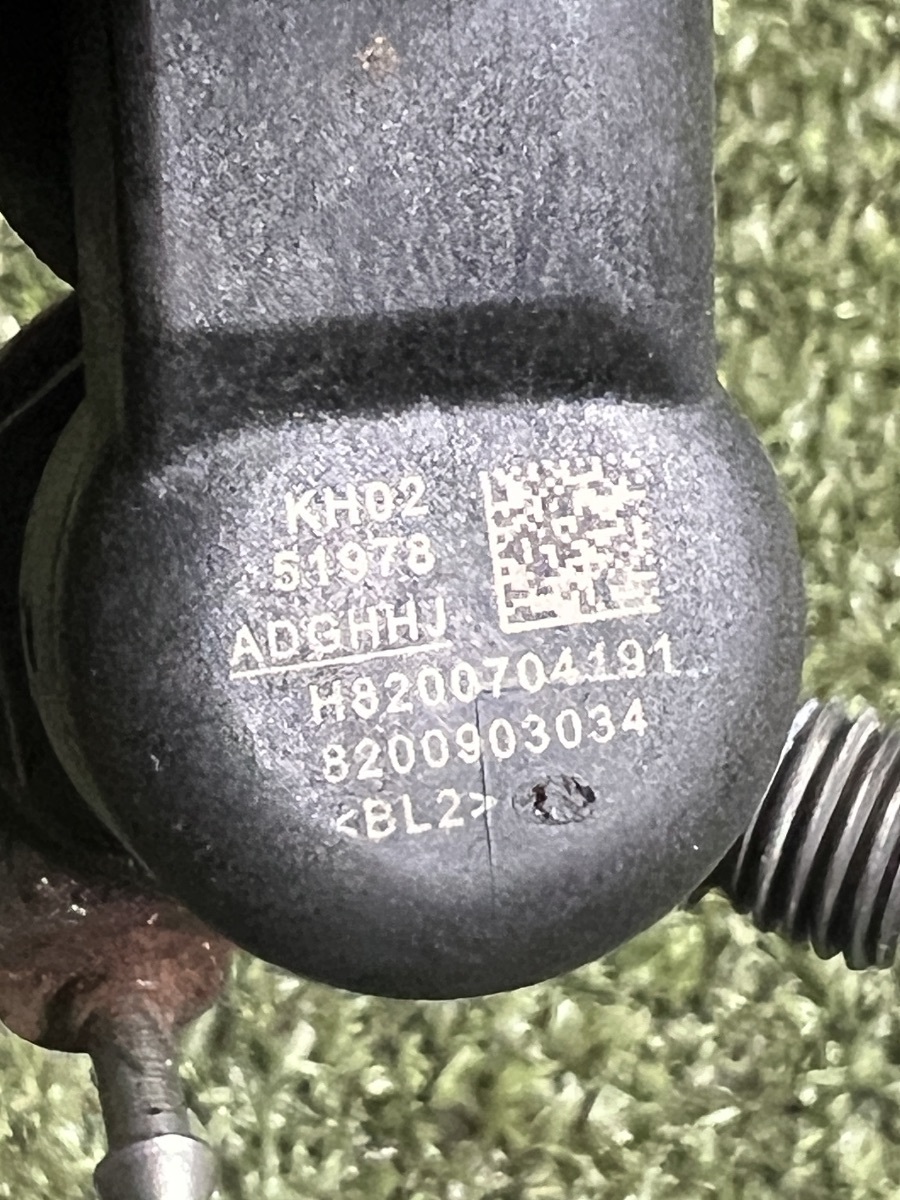 KH02
51978
ADGHHJ
H8200704191
8200903034
<BL2>